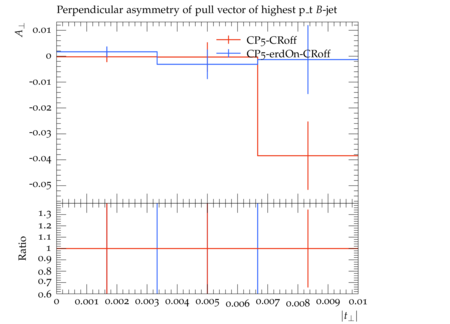 Perpendicular asymmetry of pull vector of highest p_t B-jet
A⊥
0.01
0
-0.01
-0.02
-0.03
-0.04
-0.05
CP5-CRoff
CP5-erdOn-CRoff
Ratio
1.3
1.2
1.1
1
0.9
0.8
0.7
0.6
0 0.001 0.002 0.003 0.004 0.005 0.006 0.007 0.008 0.009 0.01
|t⊥|